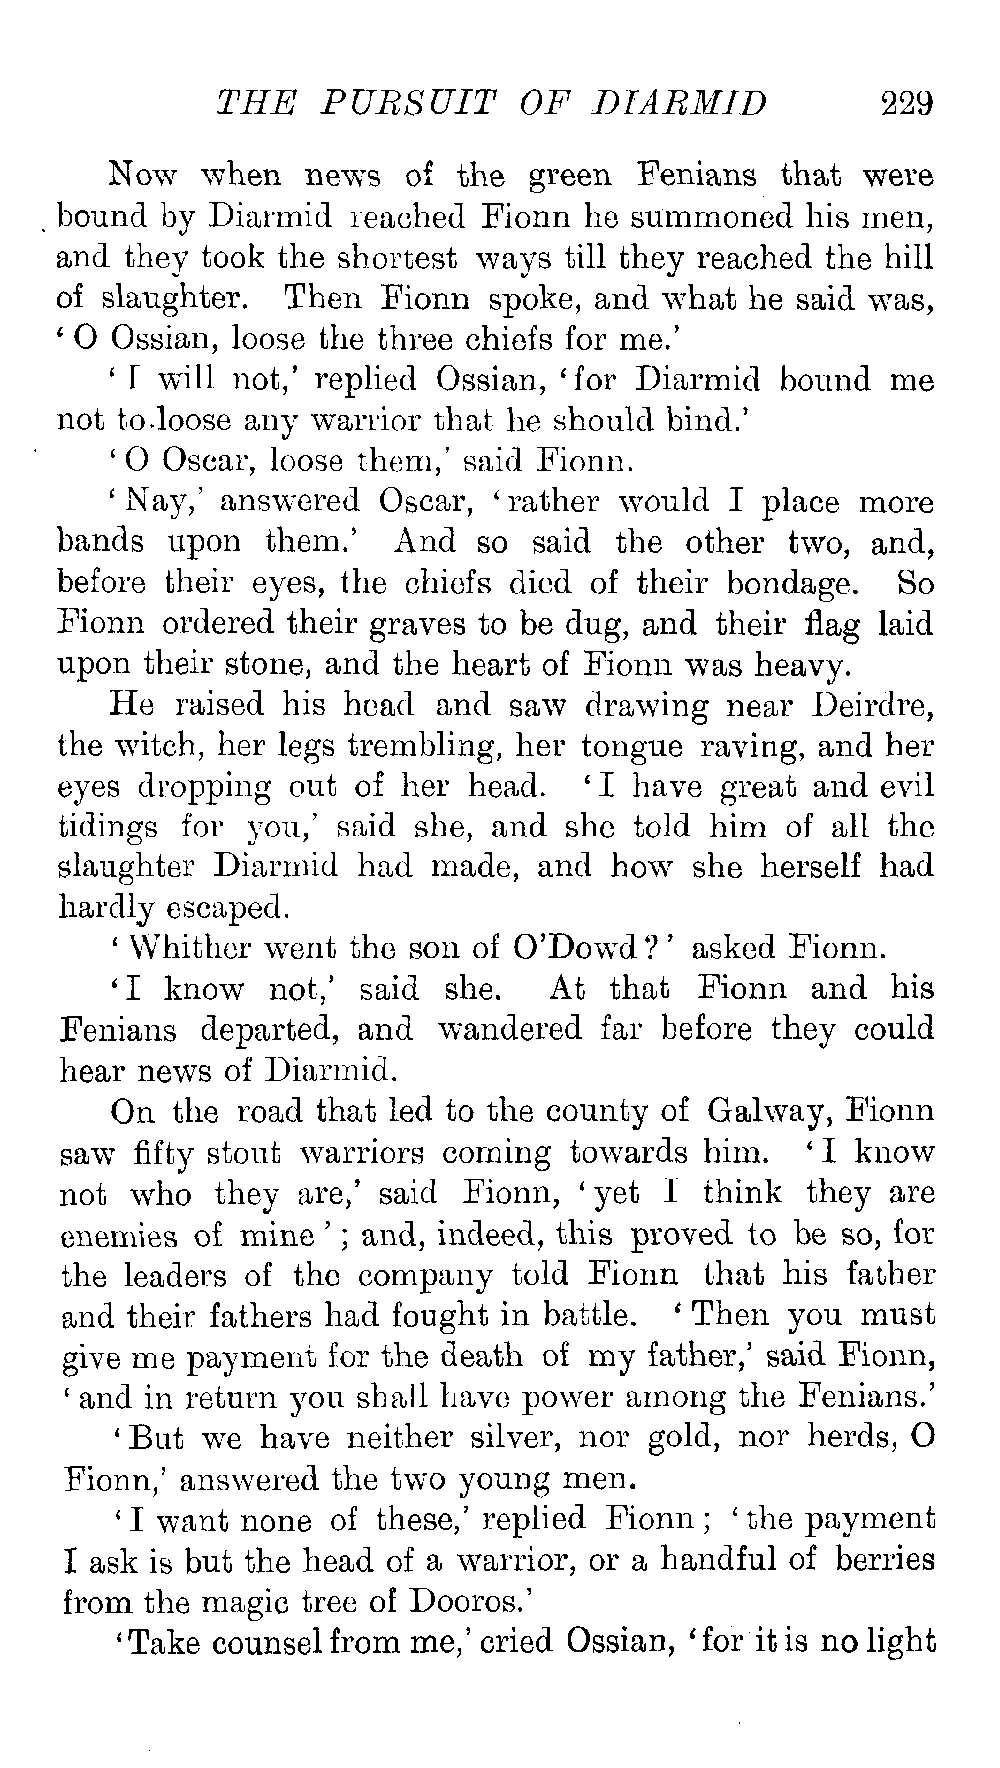 THE PURSUIT OF DIARMID 229
Now when news of the green Fenians that were
bound by Diarmid reached Fionn he summoned his men,
and they took the shortest ways till they reached the hill
of slaughter. Then Fionn spoke, and what he said was,
‘O Ossian, loose the three chiefs for me.’
‘I will not,’ replied Ossian, ‘for Diarmid bound me
not to loose any warrior that he should bind.’
‘O Oscar, loose them,’ said Fionn.
‘Nay,’ answered Oscar, ‘rather would I place more
bands upon them.’ And so said the other two, and,
before their eyes, the chiefs died of their bondage. So
Fionn ordered their graves to be dug, and their flag laid
upon their stone, and the heart of Fionn was heavy.
He raised his head and saw drawing near Deirdre,
the witch, her legs trembling, her tongue raving, and her
eyes dropping out of her head. ‘I have great and evil
tidings for you,’ said she, and she told him of all the
slaughter Diarmid had made, and how she herself had
hardly escaped.
‘Whither went the son of O’Dowd?’ asked Fionn.
‘I know not,’ said she. At that Fionn and his
Fenians departed, and wandered far before they could
hear news of Diarmid.
On the road that led to the county of Galway, Fionn
saw fifty stout warriors coming towards him. ‘I know
not who they are,’ said Fionn, ‘yet I think they are
enemies of mine’; and, indeed, this proved to be so, for
the leaders of the company told Fionn that his father
and their fathers had fought in battle. ‘Then you must
give me payment for the death of my father,’ said Fionn,
‘and in return you shall have power among the Fenians.’
‘But we have neither silver, nor gold, nor herds, O
Fionn,’ answered the two young men.
‘I want none of these,’ replied Fionn; ‘the payment
I ask is but the head of a warrior, or a handful of berries
from the magic tree of Dooros.’
‘Take counsel from me,’ cried Ossian, ‘for it is no light